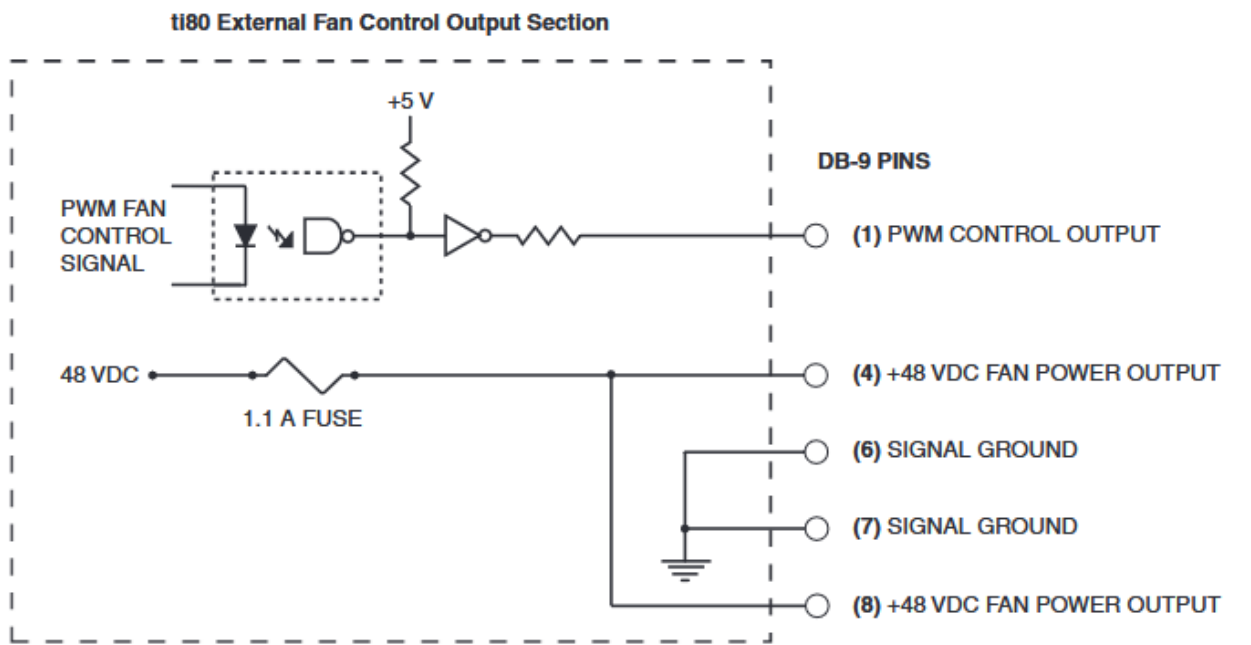 ti80 External Fan Control Output Section
+5 V
DB-9 PINS
PWM FAN
CONTROL
SIGNAL
(1) PWM CONTROL OUTPUT
48 VDC
(4) +48 VDC FAN POWER OUTPUT
1.1 A FUSE
(6) SIGNAL GROUND
(7) SIGNAL GROUND
(8) +48 VDC FAN POWER OUTPUT